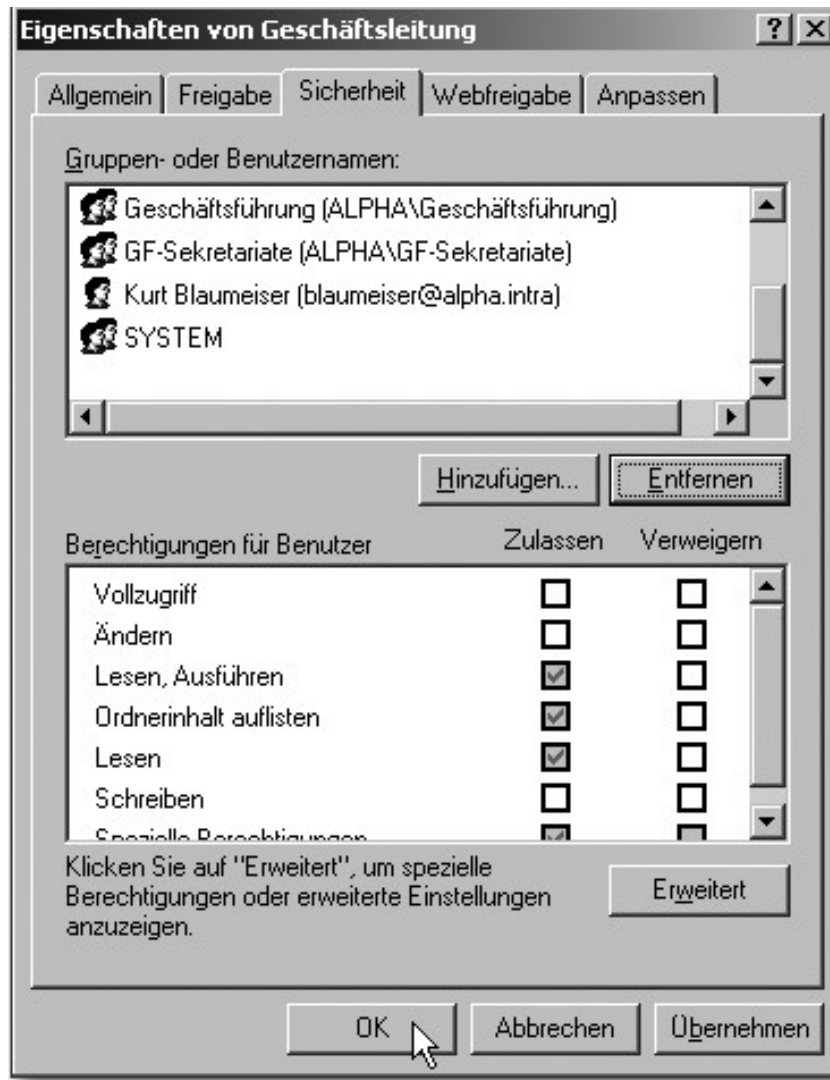 Eigenschaften von Geschäftsleitung
Allgemein Freigabe Sicherheit Webfreigabe Anpassen
Gruppen- oder Benutzernamen:
Geschäftsführung (ALPHA\Geschäftsführung)
GF-Sekretariate (ALPHA\GF-Sekretariate)
Kurt Blaumeiser (blaumeiser@alpha.intra)
SYSTEM
Hinzufügen... Entfernen
Berechtigungen für Benutzer Zulassen Verweigern
Vollzugriff
Ändern
Lesen, Ausführen
Ordnerinhalt auflisten
Lesen
Schreiben
Spezielle Berechtigungen
Klicken Sie auf "Erweitert", um spezielle
Berechtigungen oder erweiterte Einstellungen
anzuzeigen.
Erweitert
OK Abbrechen Übernehmen